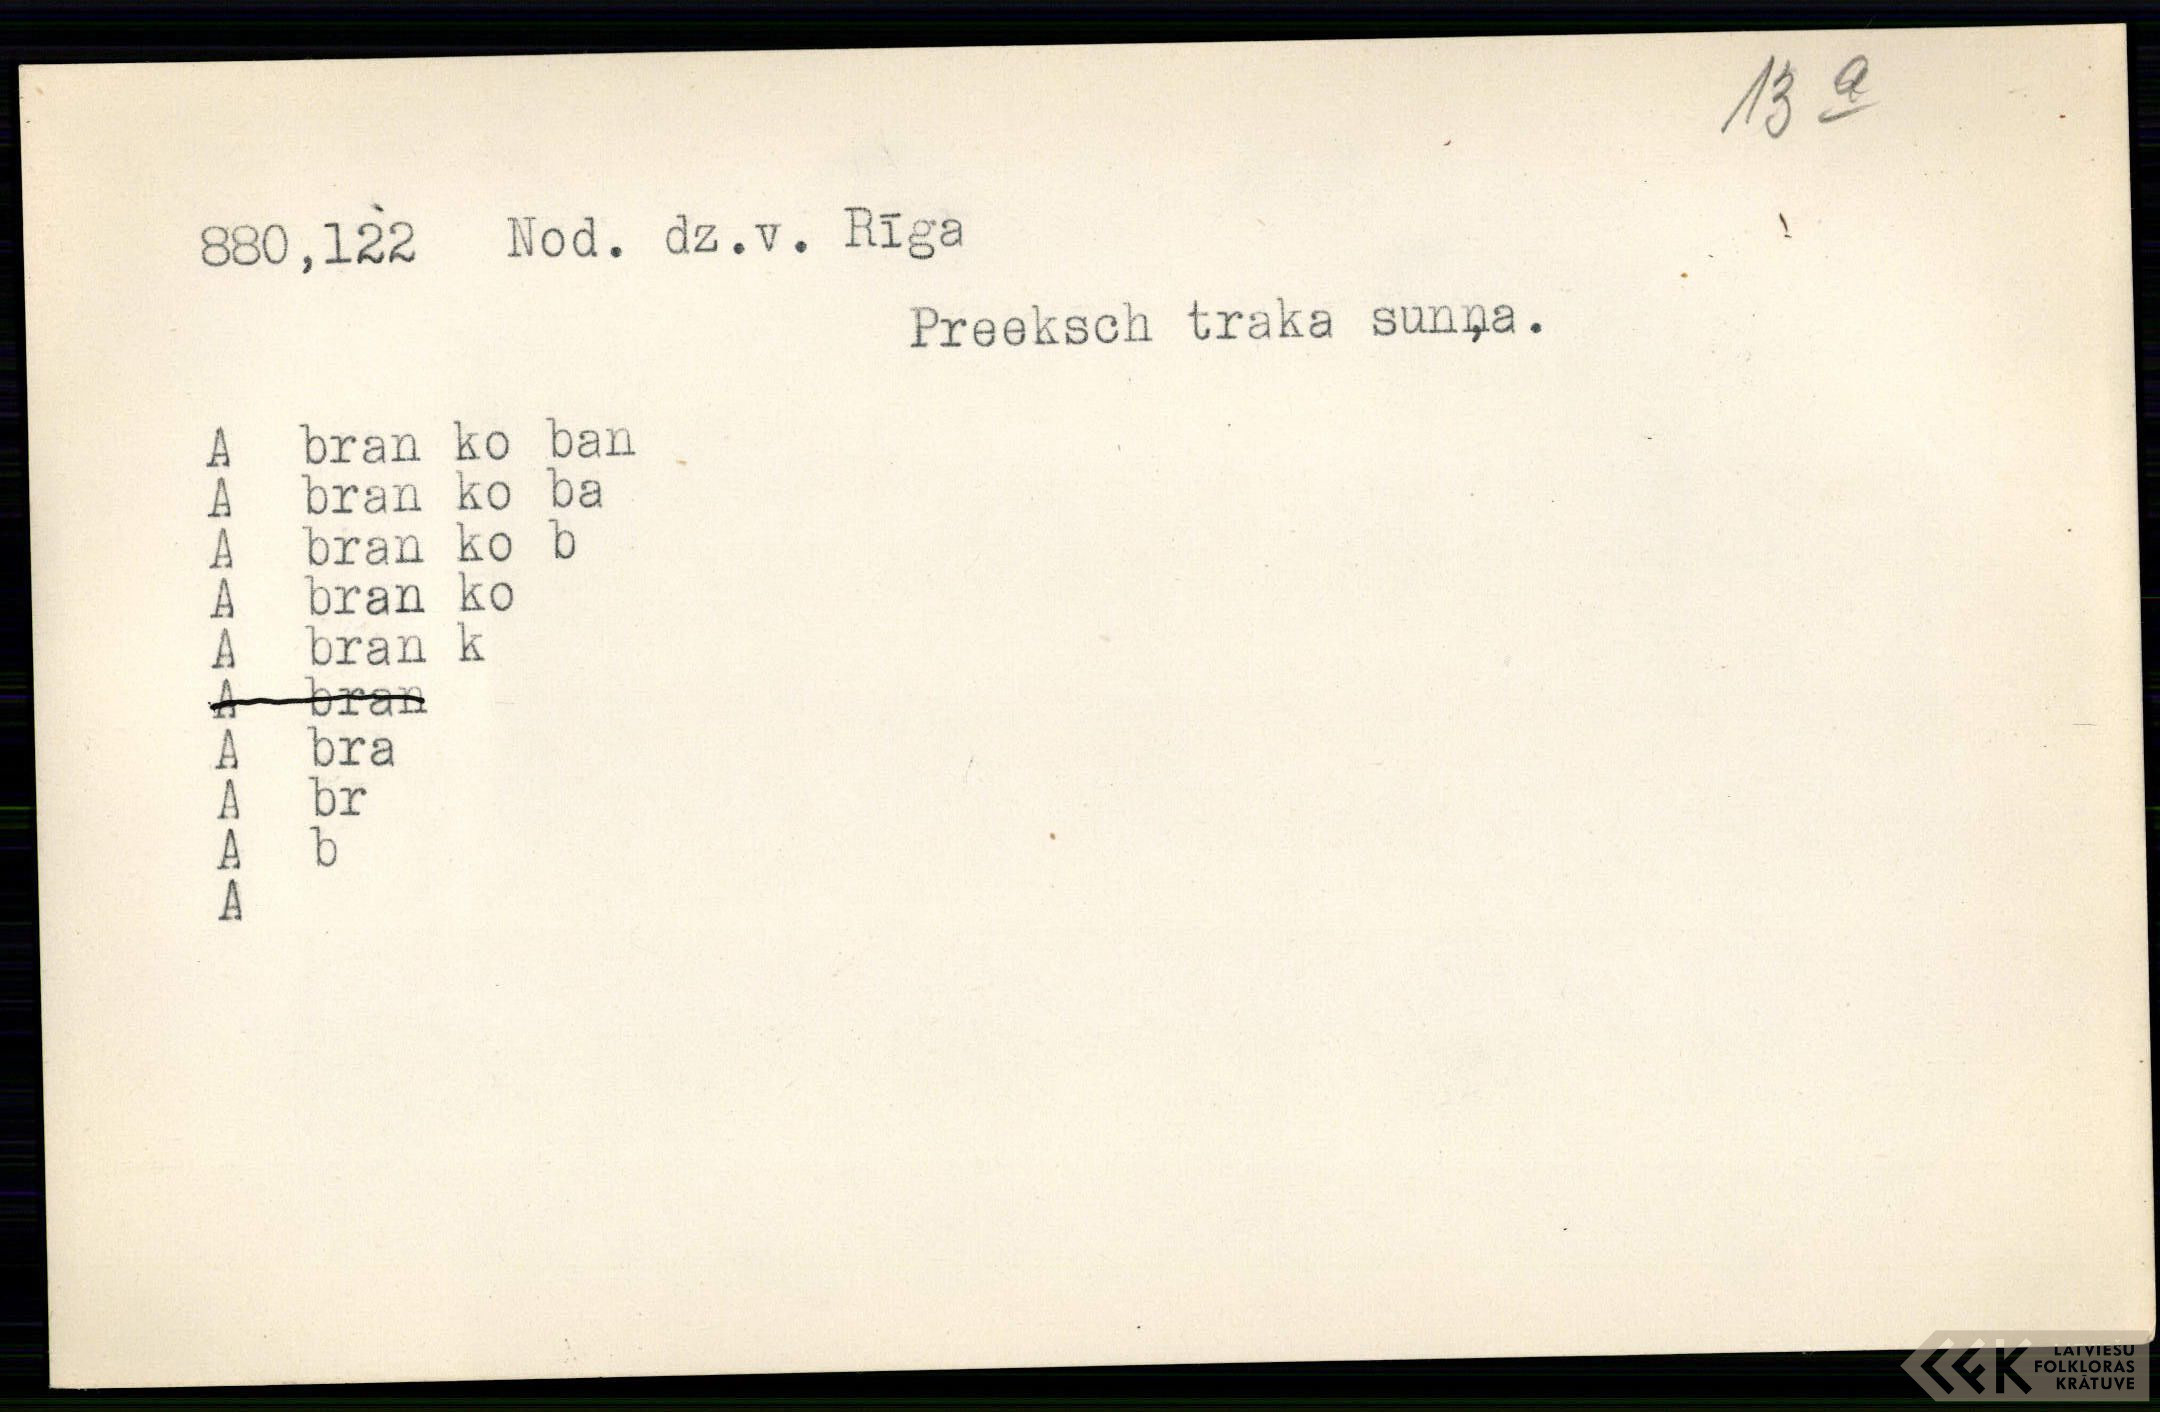 13 a
880,122 Nod. dz.v. Rīga
Preeksch traka suņņa.
A bran ko ban
A bran ko ba
A bran ko b
A bran ko
A bran k
A bran
A bra
A br
A b
A
LATVIEŠU
FOLKLORAS
KRĀTUVE